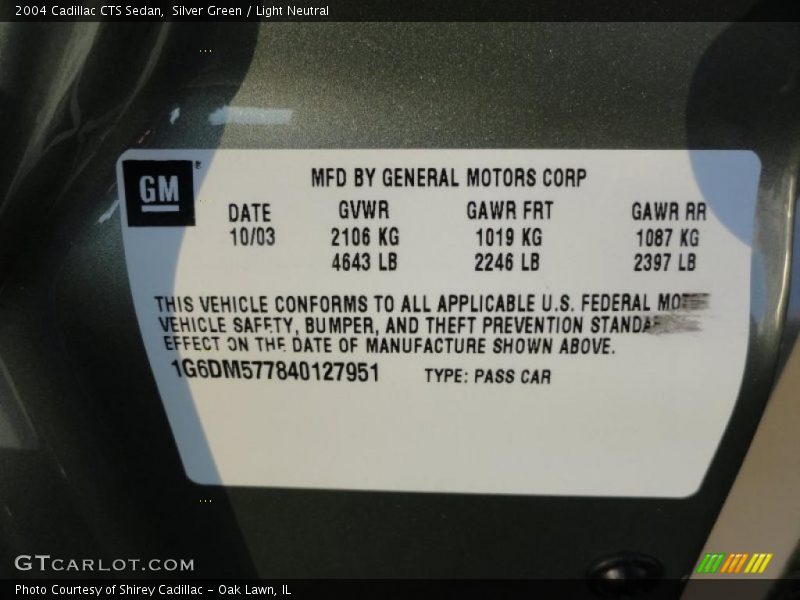 2004 Cadillac CTS Sedan, Silver Green / Light Neutral
GM
MFD BY GENERAL MOTORS CORP
DATE GVWR GAWR FRT GAWR RR
10/03 2106 KG 1019 KG 1087 KG
4643 LB 2246 LB 2397 LB
THIS VEHICLE CONFORMS TO ALL APPLICABLE U.S. FEDERAL
VEHICLE SAFETY, BUMPER, AND THEFT PREVENTION
EFFECT ON THE DATE OF MANUFACTURE SHOWN ABOVE.
1G6DM577840127951 TYPE: PASS CAR
GTCARLOT.COM
Photo Courtesy of Shirey Cadillac - Oak Lawn, IL